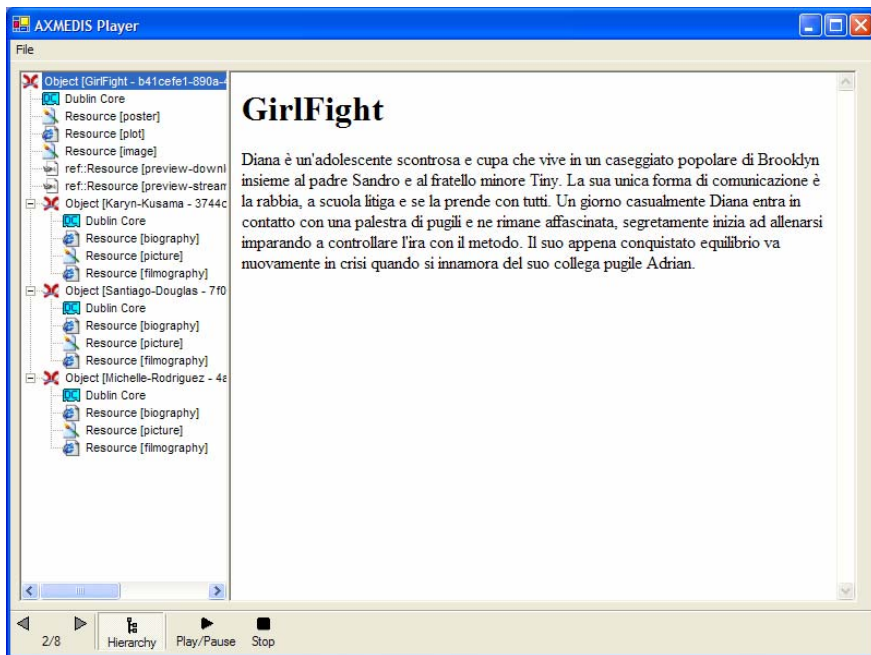 AXMEDIS Player
File
Object [GirlFight - b41cefe1-890a-4
Dublin Core
Resource [poster]
Resource [plot]
Resource [image]
ref::Resource [preview-downl
ref::Resource [preview-stream
Object [Karyn-Kusama - 3744c
Dublin Core
Resource [biography]
Resource [picture]
Resource [filmography]
Object [Santiago-Douglas - 7f0
Dublin Core
Resource [biography]
Resource [picture]
Resource [filmography]
Object [Michelle-Rodriguez - 4a
Dublin Core
Resource [biography]
Resource [picture]
Resource [filmography]
GirlFight
Diana è un'adolescente scontrosa e cupa che vive in un caseggiato popolare di Brooklyn
insieme al padre Sandro e al fratello minore Tiny. La sua unica forma di comunicazione è
la rabbia, a scuola litiga e se la prende con tutti. Un giorno casualmente Diana entra in
contatto con una palestra di pugili e ne rimane affascinata, segretamente inizia ad allenarsi
imparando a controllare l'ira con il metodo. Il suo appena conquistato equilibrio va
nuovamente in crisi quando si innamora del suo collega pugile Adrian.
2/8 Hierarchy Play/Pause Stop